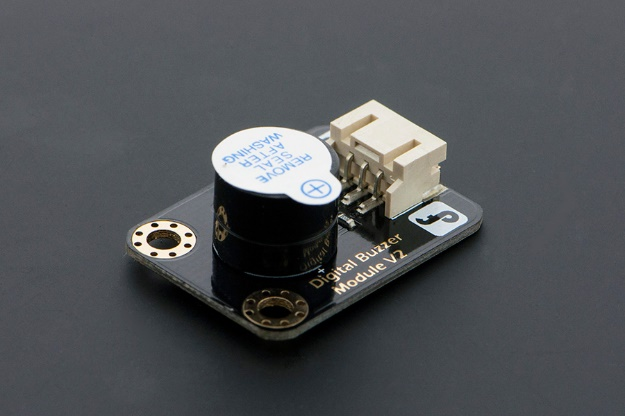 REMOVE
SEAL
AFTER
WASHING
+
Digital Buzzer
Module V2